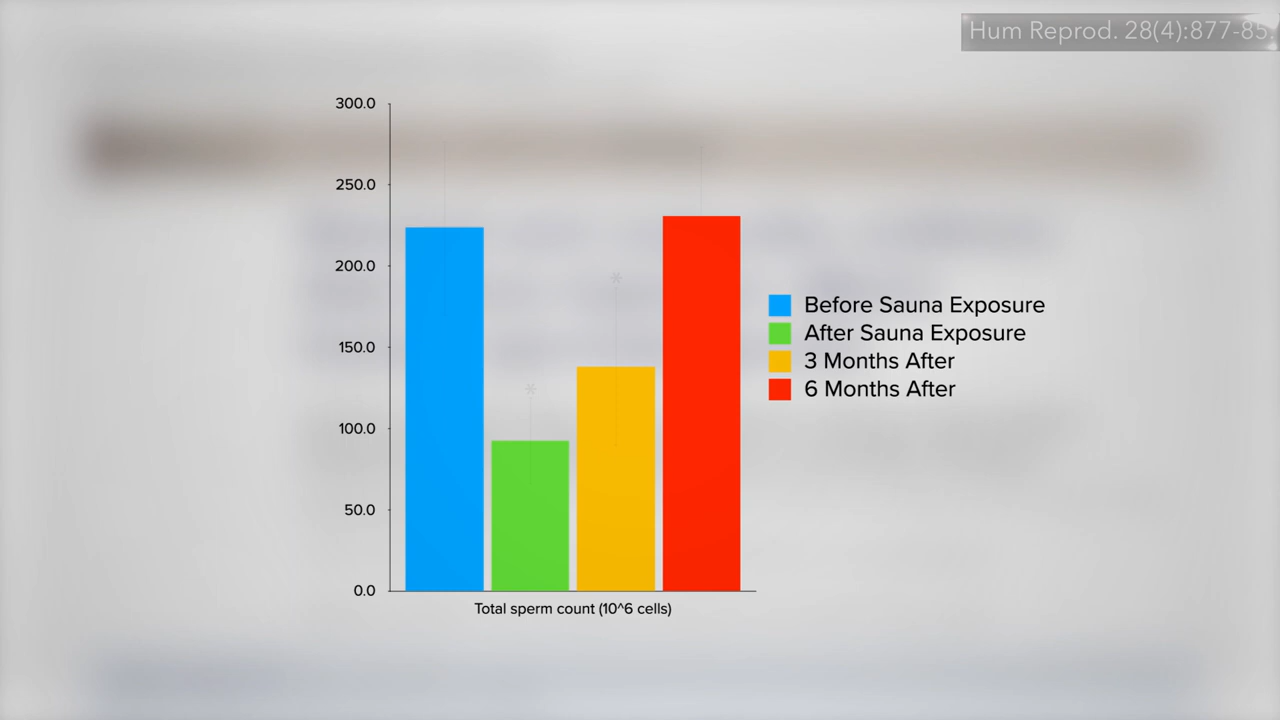 Hum Reprod. 28(4):877-85.
300.0
250.0
200.0
150.0
100.0
50.0
0.0
*
*
Total sperm count (10^6 cells)
Before Sauna Exposure
After Sauna Exposure
3 Months After
6 Months After